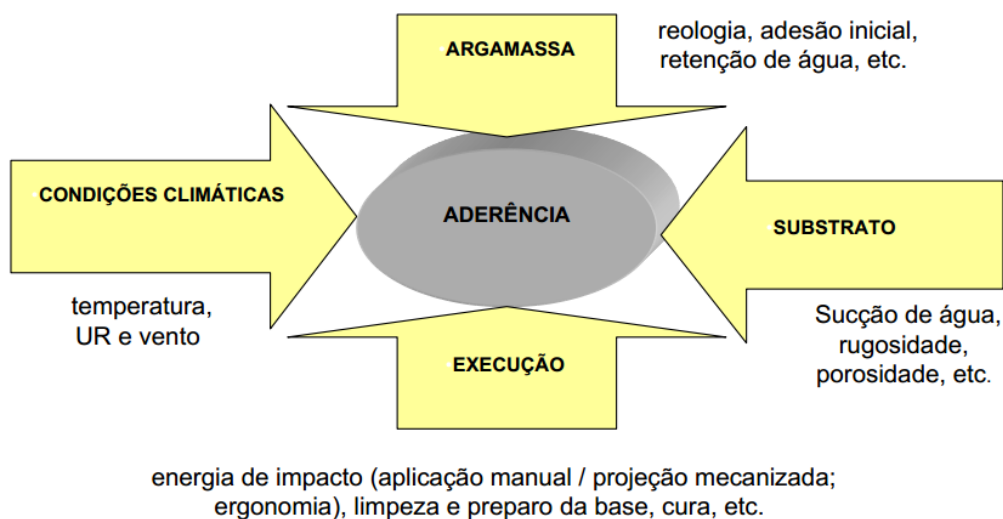 ARGAMASSA
reologia, adesão inicial,
retenção de água, etc.
CONDIÇÕES CLIMÁTICAS
ADERÊNCIA
SUBSTRATO
temperatura,
UR e vento
Sucção de água,
rugosidade,
porosidade, etc.
EXECUÇÃO
energia de impacto (aplicação manual / projeção mecanizada;
ergonomia), limpeza e preparo da base, cura, etc.